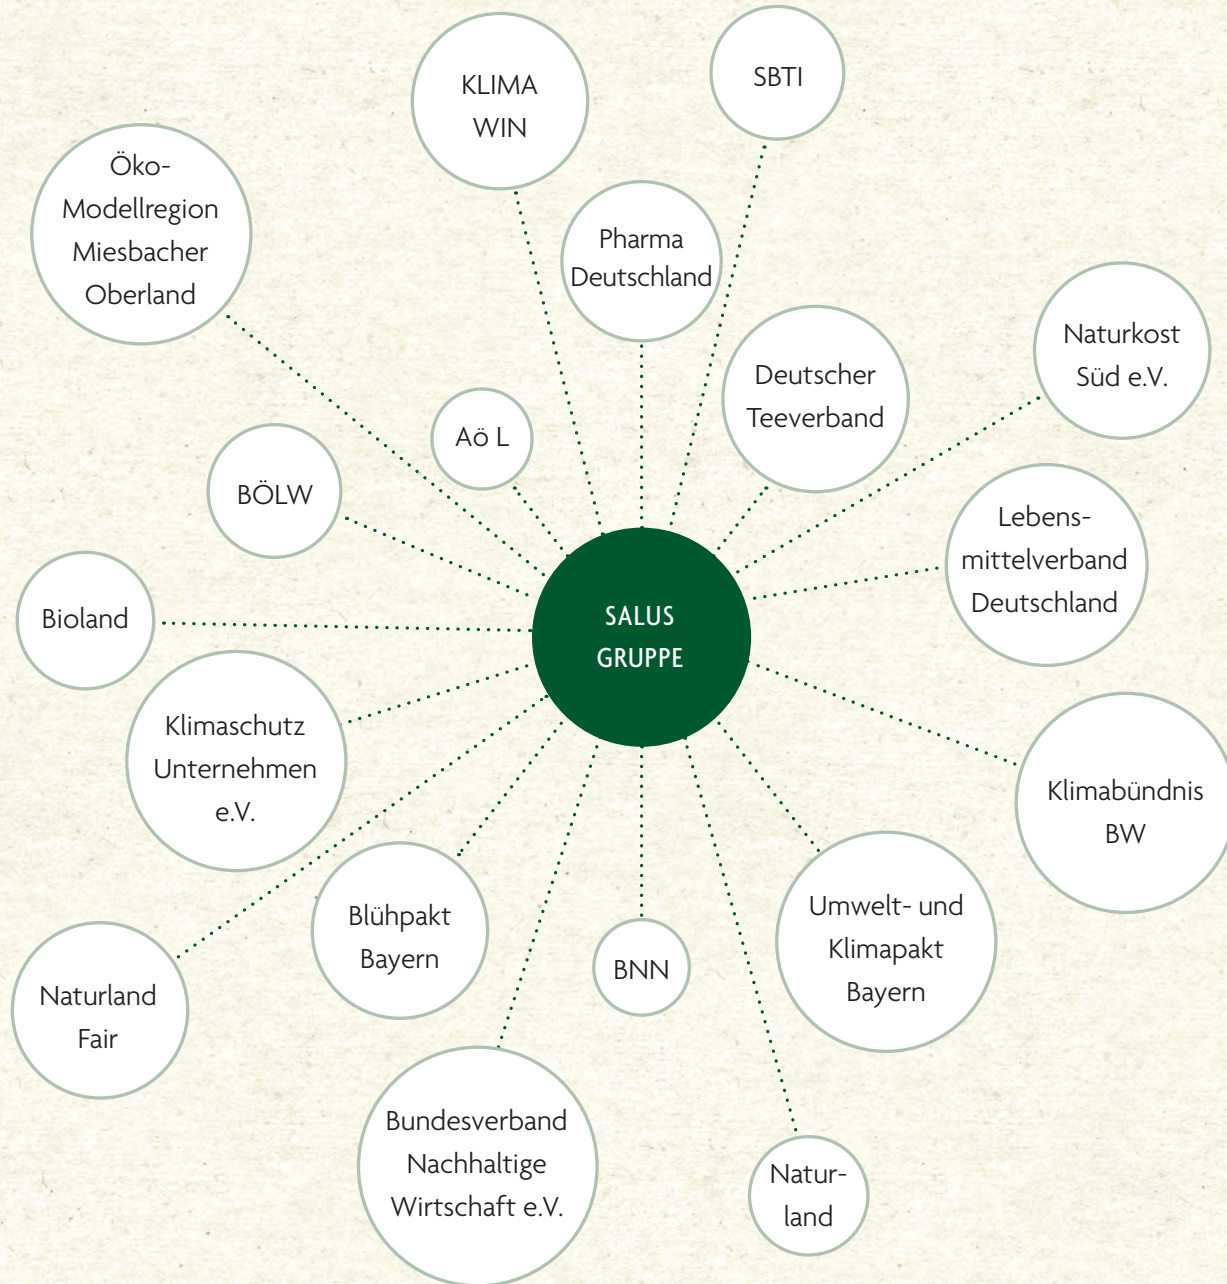 KLIMA
WIN
SBTI
Öko-
Modellregion
Miesbacher
Oberland
Pharma
Deutschland
Naturkost
Süd e.V.
Deutscher
Teeverband
Aö L
BÖLW
Lebens-
mittelverband
Deutschland
Bioland
SALUS
GRUPPE
Klimaschutz
Unternehmen
e.V.
Klimabündnis
BW
Blühpakt
Bayern
Umwelt- und
Klimapakt
Bayern
BNN
Naturland
Fair
Bundesverband
Nachhaltige
Wirtschaft e.V.
Natur-
land